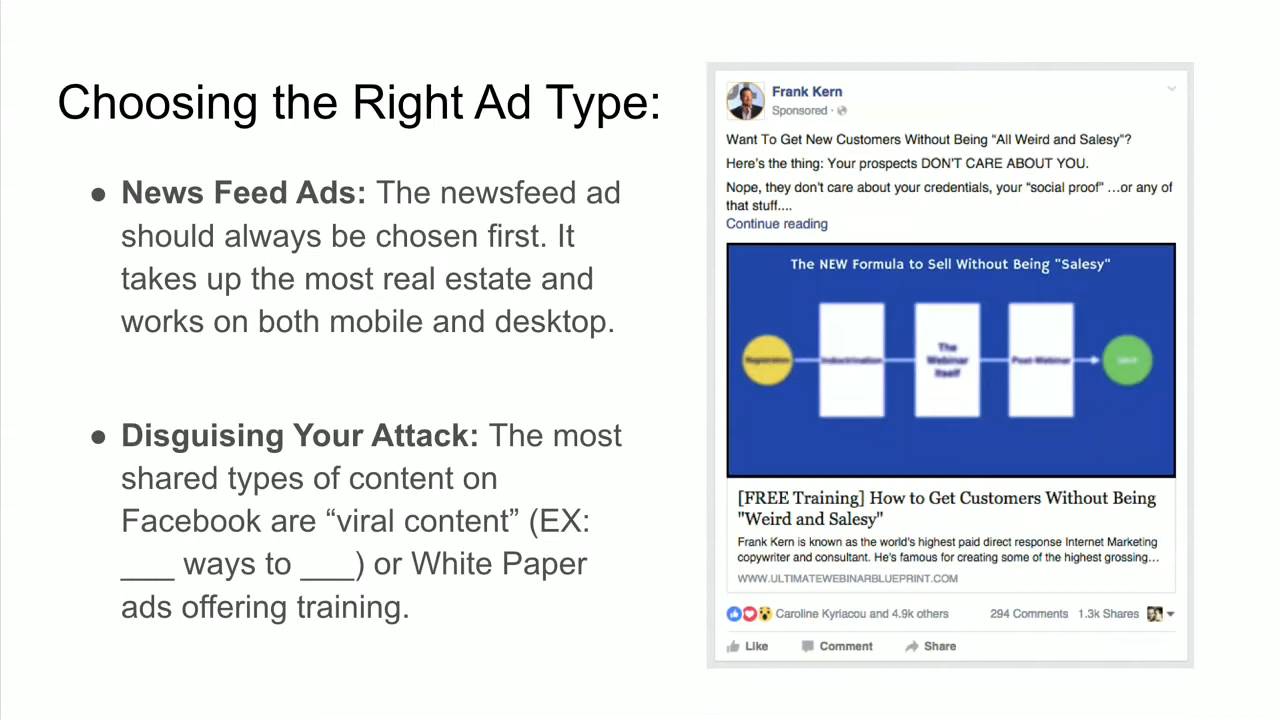 Choosing the Right Ad Type:
● News Feed Ads: The newsfeed ad
should always be chosen first. It
takes up the most real estate and
works on both mobile and desktop.
● Disguising Your Attack: The most
shared types of content on
Facebook are “viral content” (EX:
___ ways to ___) or White Paper
ads offering training.
Frank Kern
Sponsored ·
Want To Get New Customers Without Being "All Weird and Salesy"?
Here's the thing: Your prospects DON'T CARE ABOUT YOU.
Nope, they don't care about your credentials, your "social proof" ...or any of
that stuff....
Continue reading
The NEW Formula to Sell Without Being "Salesy"
Registration
Indoctrination
The
Webinar
Itself
Post-Webinar
[FREE Training] How to Get Customers Without Being
"Weird and Salesy"
Frank Kern is known as the world's highest paid direct response Internet Marketing
copywriter and consultant. He's famous for creating some of the highest grossing...
WWW.ULTIMATEWEBINARBLUEPRINT.COM
Caroline Kyriacou and 4.9k others 294 Comments 1.3k Shares
Like Comment Share